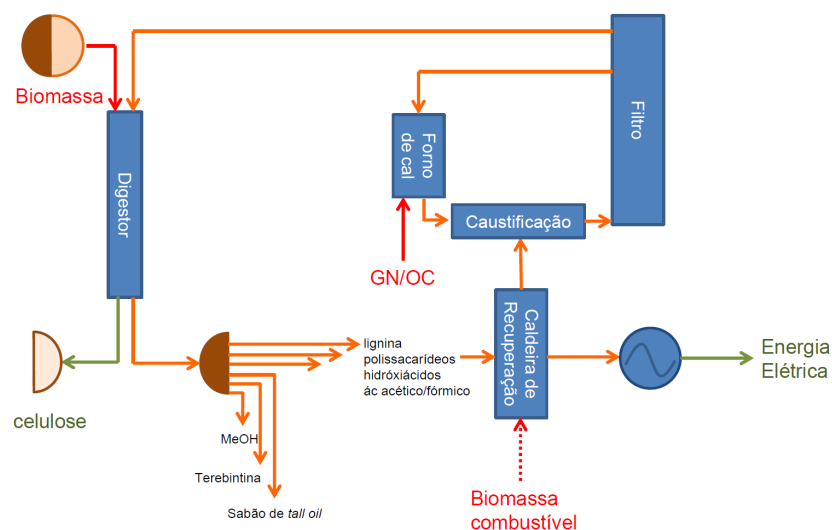 Biomassa
Digestor
Forno
de cal
Filtro
Caustificação
GN/OC
Caldeira de
Recuperação
lignina
polissacarídeos
hidróxiácidos
ác acético/fórmico
Energia
Elétrica
celulose
MeOH
Terebintina
Sabão de tall oil
Biomassa
combustível